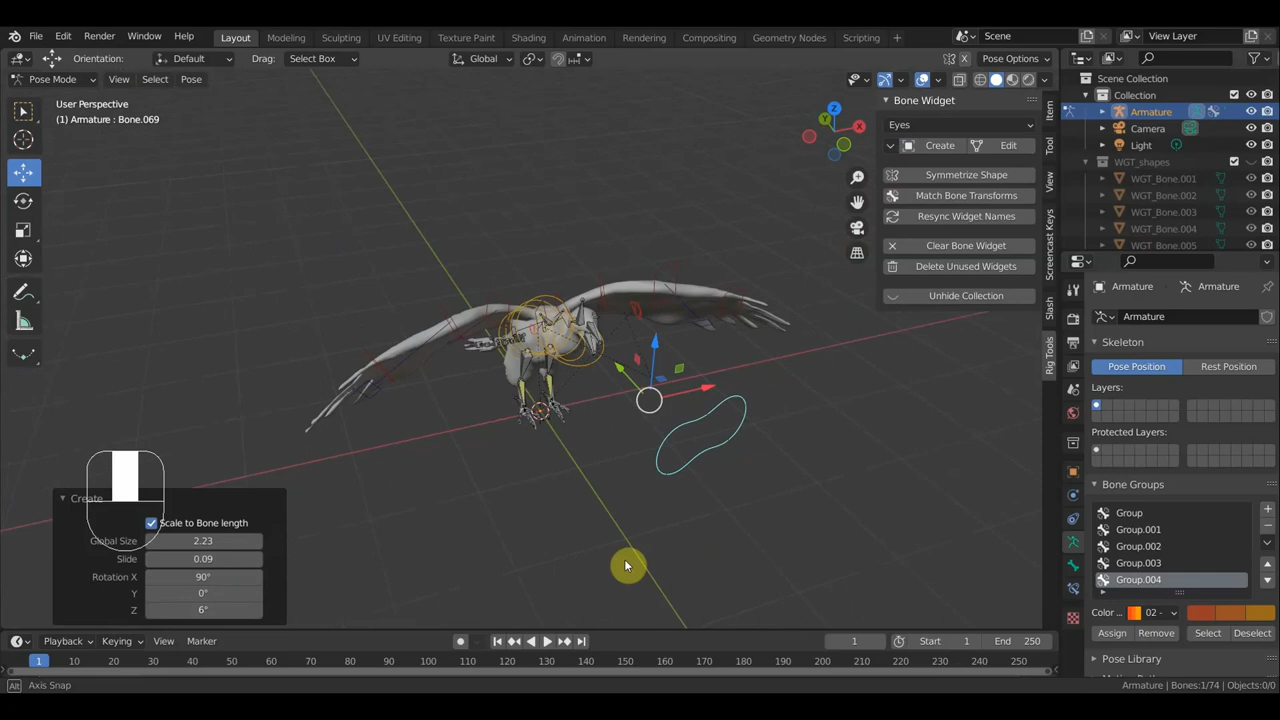 File Edit Render Window Help Layout Modeling Sculpting UV Editing Texture Paint Shading Animation Rendering Compositing Geometry Nodes Scripting + Scene View Layer
Orientation: Default Drag: Select Box Global X Pose Options
Pose Mode View Select Pose
User Perspective
(1) Armature : Bone.069
Z
Y
X
Bone Widget
Eyes
Create Edit
Symmetrize Shape
Match Bone Transforms
Resync Widget Names
Clear Bone Widget
Delete Unused Widgets
Unhide Collection
Item
Tool
View
Screencast Keys
Slash
Rig Tools
Scene Collection
Collection
Armature
Camera
Light
WGT_shapes
WGT_Bone.001
WGT_Bone.002
WGT_Bone.003
WGT_Bone.004
WGT_Bone.005
Armature Armature
Armature
Skeleton
Pose Position Rest Position
Layers:
Protected Layers:
Bone Groups
Group
Group.001
Group.002
Group.003
Group.004
Color ... 02 -
Assign Remove Select Deselect
Pose Library
Create
Scale to Bone length
Global Size 2.23
Slide 0.09
Rotation X 90°
Y 0°
Z 6°
Playback Keying View Marker 1 Start 1 End 250
1 10 20 30 40 50 60 70 80 90 100 110 120 130 140 150 160 170 180 190 200 210 220 230 240 250
Alt Axis Snap Armature | Bones:1/74 | Objects:0/0